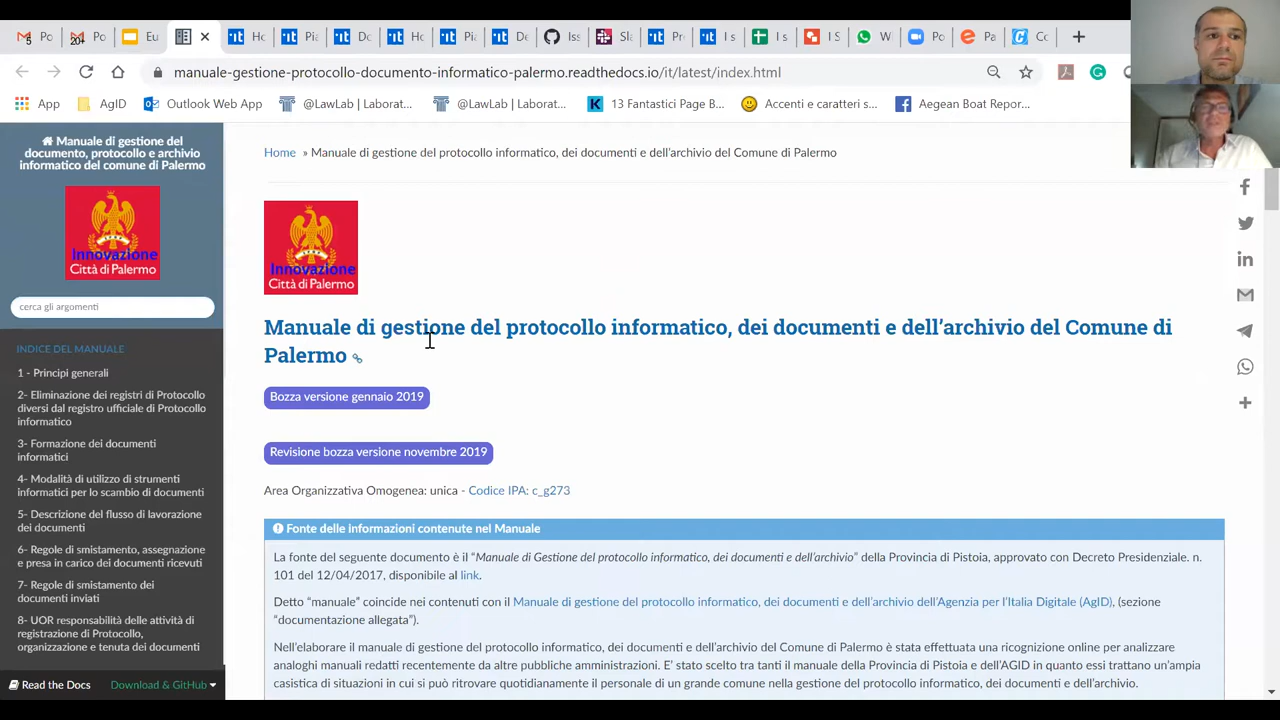 Po
Po
Eu
Ho
Pia
Do
Ho
Pia
De
Iss
Sla
Pr
I s
I s
I S
W
Po
Pa
Co
manuale-gestione-protocollo-documento-informatico-palermo.readthedocs.io/it/latest/index.html
App
AgID
Outlook Web App
@LawLab | Laborat...
@LawLab | Laborat...
13 Fantastici Page B...
Accenti e caratteri s...
Aegean Boat Repor...
Manuale di gestione del
documento, protocollo e archivio
informatico del comune di Palermo
Innovazione
Città di Palermo
cerca gli argomenti
INDICE DEL MANUALE
1 - Principi generali
2- Eliminazione dei registri di Protocollo
diversi dal registro ufficiale di Protocollo
informatico
3- Formazione dei documenti
informatici
4- Modalità di utilizzo di strumenti
informatici per lo scambio di documenti
5- Descrizione del flusso di lavorazione
dei documenti
6- Regole di smistamento, assegnazione
e presa in carico dei documenti ricevuti
7- Regole di smistamento dei
documenti inviati
8- UOR responsabilità delle attività di
registrazione di Protocollo,
organizzazione e tenuta dei documenti
Read the Docs
Download & GitHub
Home » Manuale di gestione del protocollo informatico, dei documenti e dell'archivio del Comune di Palermo
Innovazione
Città di Palermo
Manuale di gestione del protocollo informatico, dei documenti e dell'archivio del Comune di
Palermo
Bozza versione gennaio 2019
Revisione bozza versione novembre 2019
Area Organizzativa Omogenea: unica - Codice IPA: c_g273
Fonte delle informazioni contenute nel Manuale
La fonte del seguente documento è il “Manuale di Gestione del protocollo informatico, dei documenti e dell'archivio” della Provincia di Pistoia, approvato con Decreto Presidenziale. n.
101 del 12/04/2017, disponibile al link.
Detto “manuale“ coincide nei contenuti con il Manuale di gestione del protocollo informatico, dei documenti e dell'archivio dell'Agenzia per l'Italia Digitale (AgID), (sezione
“documentazione allegata”).
Nell'elaborare il manuale di gestione del protocollo informatico, dei documenti e dell'archivio del Comune di Palermo è stata effettuata una ricognizione online per analizzare
analoghi manuali redatti recentemente da altre pubbliche amministrazioni. E' stato scelto tra tanti il manuale della Provincia di Pistoia e dell'AGID in quanto essi trattano un'ampia
casistica di situazioni in cui si può ritrovare quotidianamente il personale di un grande comune nella gestione del protocollo informatico, dei documenti e dell'archivio.